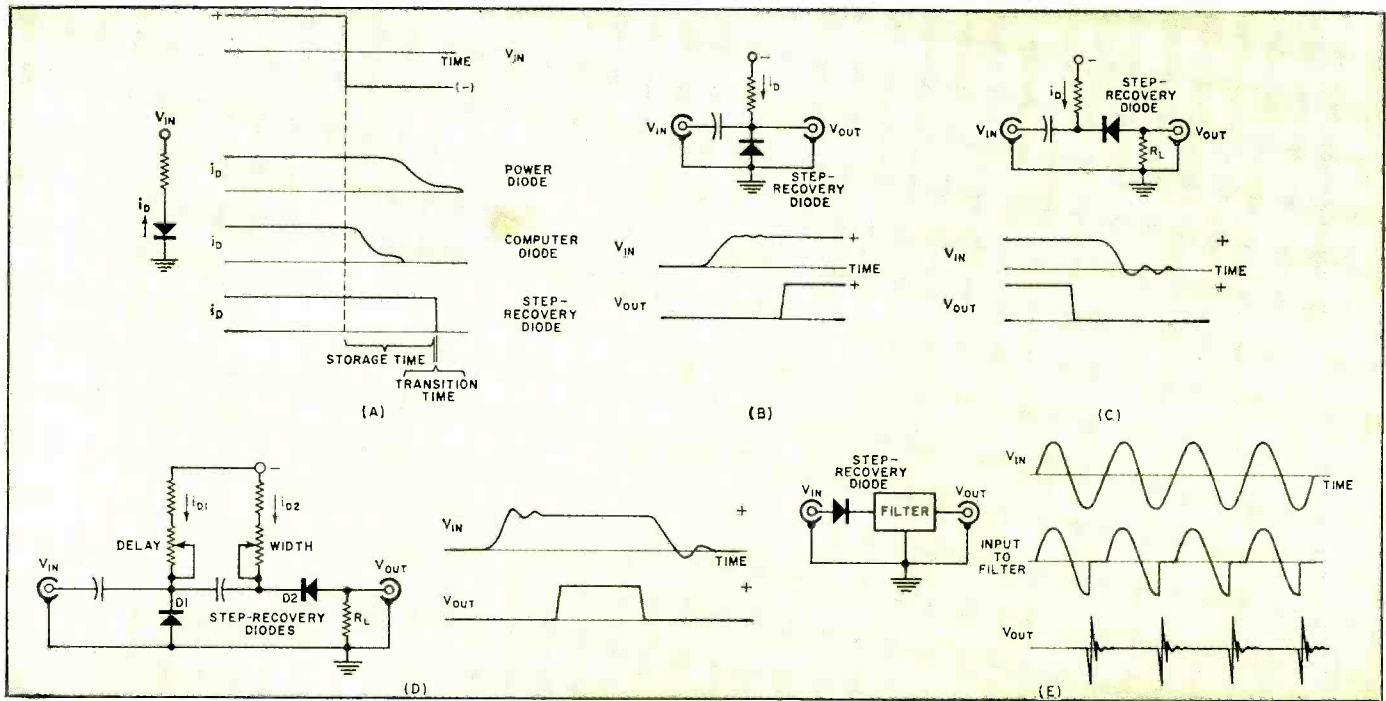 +
TIME
VIN
(-)
VIN
iD
iD
POWER
DIODE
iD
COMPUTER
DIODE
iD
STEP-
RECOVERY
DIODE
STORAGE TIME
TRANSITION
TIME
(A)
-
iD
VIN
VOUT
STEP-
RECOVERY
DIODE
VIN
+
TIME
VOUT
+
(B)
-
iD
STEP-
RECOVERY
DIODE
VIN
VOUT
RL
VIN
+
TIME
VOUT
+
(C)
-
iD1
iD2
DELAY
WIDTH
VIN
VOUT
D1
D2
STEP-RECOVERY
DIODES
RL
VIN
+
TIME
VOUT
+
(D)
STEP-
RECOVERY
DIODE
VIN
FILTER
VOUT
VIN
TIME
INPUT
TO
FILTER
VOUT
(E)